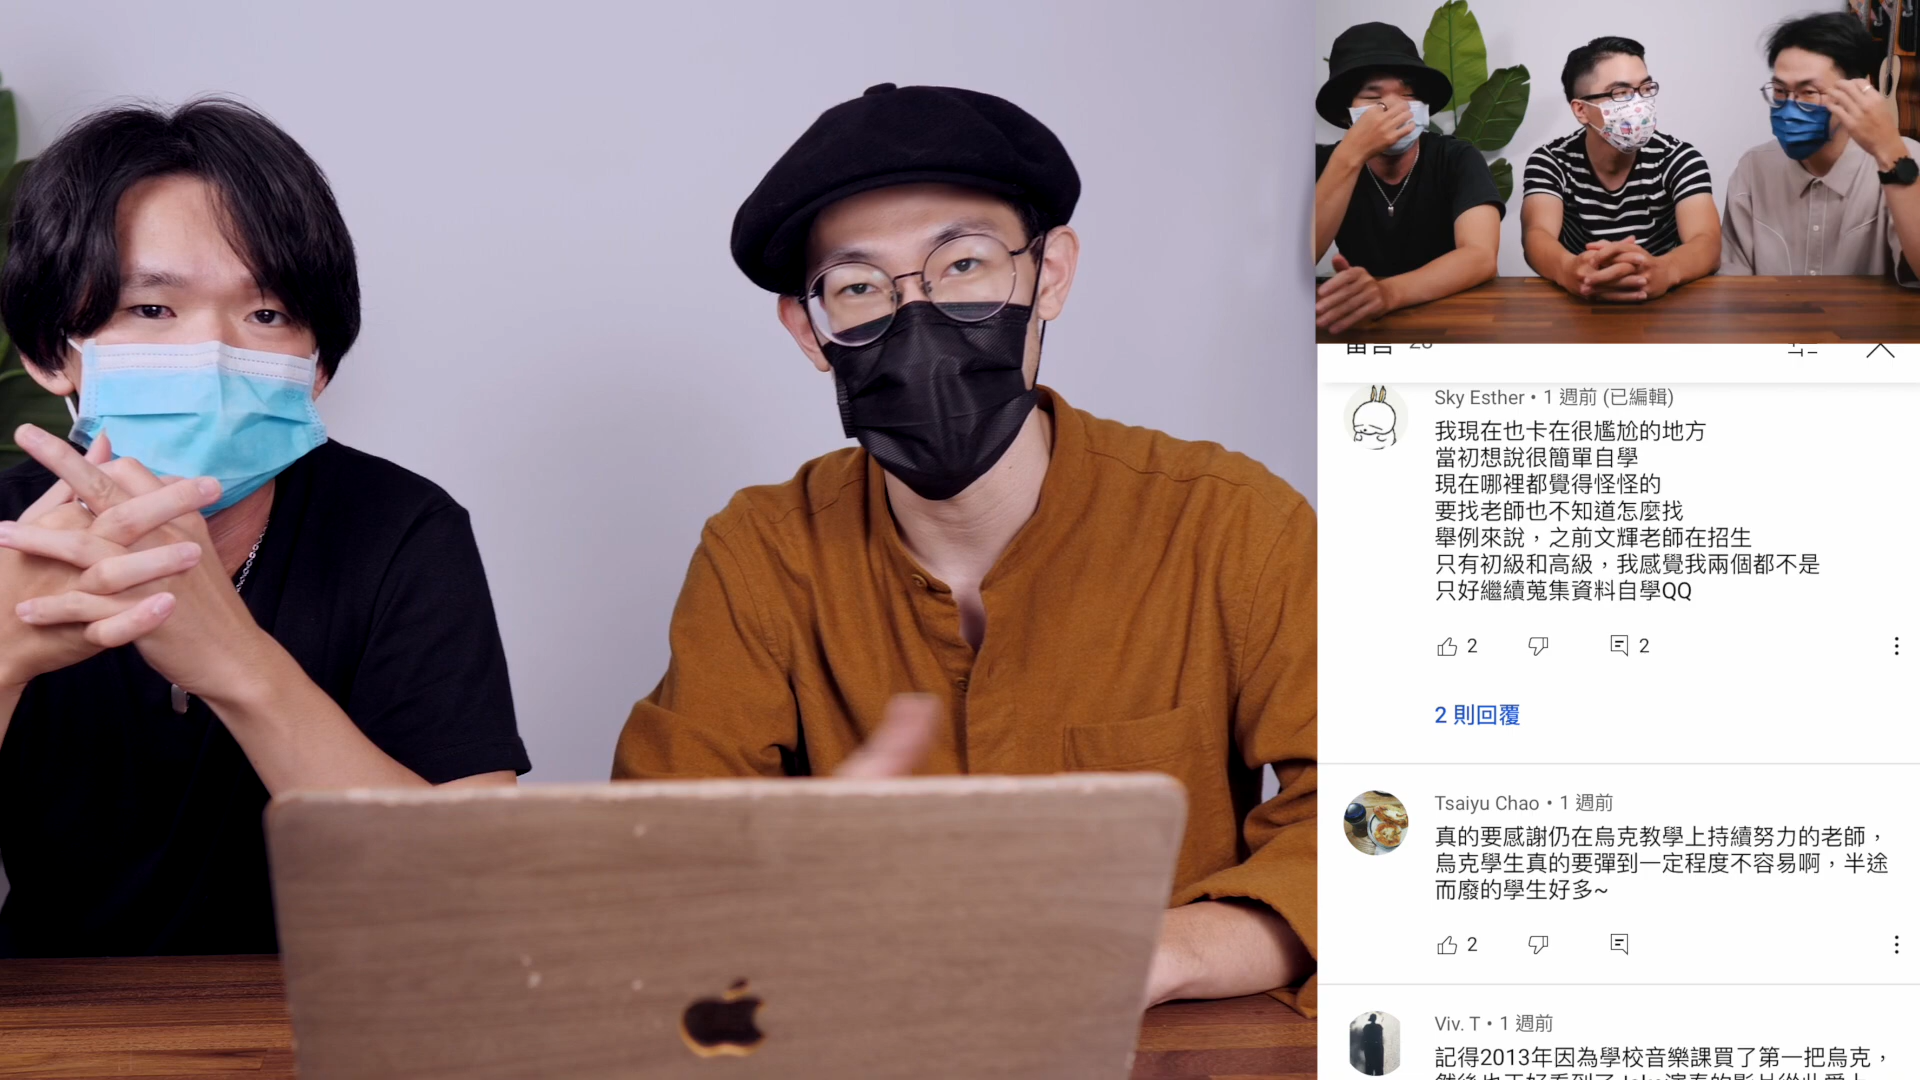 留言 28
Sky Esther • 1 週前 (已編輯)
我現在也卡在很尷尬的地方
當初想說很簡單自學
現在哪裡都覺得怪怪的
要找老師也不知道怎麼找
舉例來說，之前文輝老師在招生
只有初級和高級，我感覺我兩個都不是
只好繼續蒐集資料自學QQ
2
2
2 則回覆
Tsaiyu Chao • 1 週前
真的要感謝仍在烏克教學上持續努力的老師，
烏克學生真的要彈到一定程度不容易啊，半途
而廢的學生好多~
2
Viv. T • 1 週前
記得2013年因為學校音樂課買了第一把烏克，